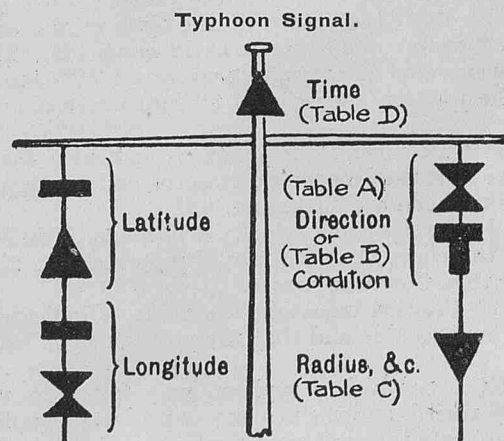 Typhoon Signal.
Time
(Table D)
Latitude
(Table A)
Direction
or
(Table B)
Condition
Longitude
Radius, &c.
(Table C)